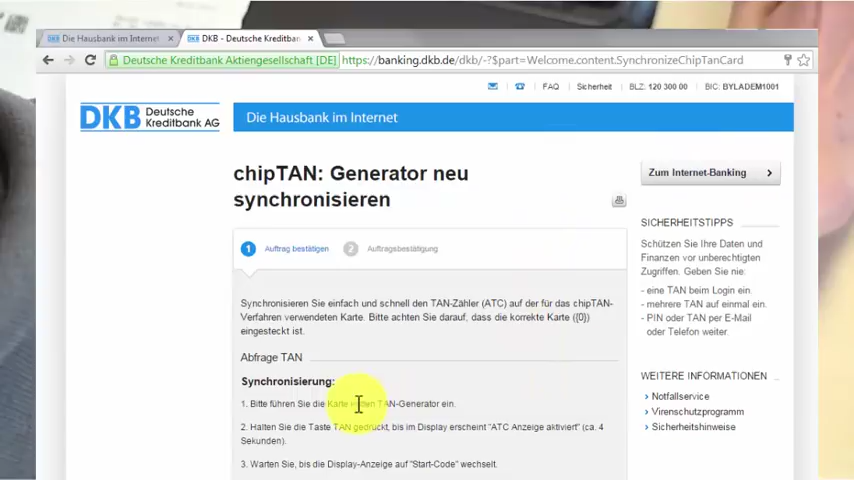 Die Hausbank im Internet
DKB - Deutsche Kreditban
Deutsche Kreditbank Aktiengesellschaft [DE]
https://banking.dkb.de/dkb/-?$part=Welcome.content.SynchronizeChipTanCard
FAQ
Sicherheit
BLZ: 120 300 00
BIC: BYLADEM1001
DKB Deutsche
Kreditbank AG
Die Hausbank im Internet
chipTAN: Generator neu
synchronisieren
1 Auftrag bestätigen
2 Auftragsbestätigung
Synchronisieren Sie einfach und schnell den TAN-Zähler (ATC) auf der für das chipTAN-
Verfahren verwendeten Karte. Bitte achten Sie darauf, dass die korrekte Karte ({0})
eingesteckt ist.
Abfrage TAN
Synchronisierung:
1. Bitte führen Sie die Karte in den TAN-Generator ein.
2. Halten Sie die Taste TAN gedrückt, bis im Display erscheint "ATC Anzeige aktiviert" (ca. 4
Sekunden).
3. Warten Sie, bis die Display-Anzeige auf "Start-Code" wechselt.
Zum Internet-Banking
SICHERHEITSTIPPS
Schützen Sie Ihre Daten und
Finanzen vor unberechtigten
Zugriffen. Geben Sie nie:
- eine TAN beim Login ein.
- mehrere TAN auf einmal ein.
- PIN oder TAN per E-Mail
oder Telefon weiter.
WEITERE INFORMATIONEN
Notfallservice
Virenschutzprogramm
Sicherheitshinweise